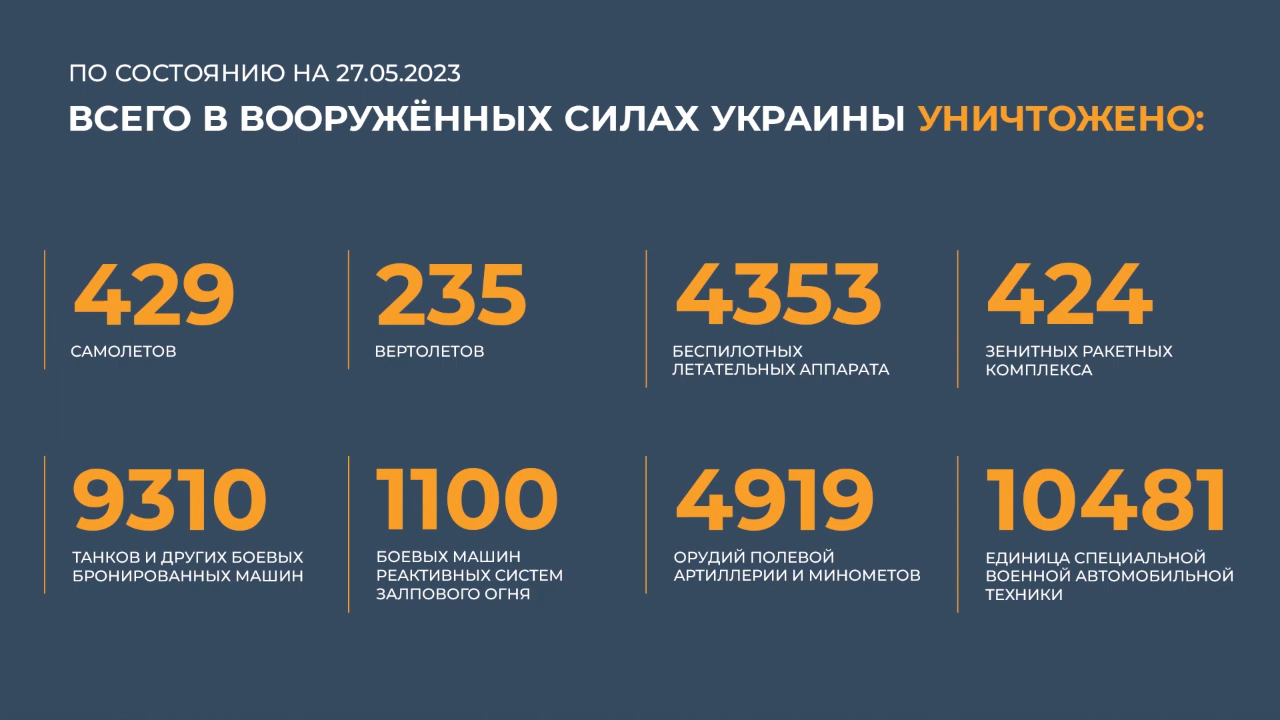 ПО СОСТОЯНИЮ НА 27.05.2023
ВСЕГО В ВООРУЖЁННЫХ СИЛАХ УКРАИНЫ УНИЧТОЖЕНО:
429
САМОЛЕТОВ
235
ВЕРТОЛЕТОВ
4353
БЕСПИЛОТНЫХ
ЛЕТАТЕЛЬНЫХ АППАРАТА
424
ЗЕНИТНЫХ РАКЕТНЫХ
КОМПЛЕКСА
9310
ТАНКОВ И ДРУГИХ БОЕВЫХ
БРОНИРОВАННЫХ МАШИН
1100
БОЕВЫХ МАШИН
РЕАКТИВНЫХ СИСТЕМ
ЗАЛПОВОГО ОГНЯ
4919
ОРУДИЙ ПОЛЕВОЙ
АРТИЛЛЕРИИ И МИНОМЕТОВ
10481
ЕДИНИЦА СПЕЦИАЛЬНОЙ
ВОЕННОЙ АВТОМОБИЛЬНОЙ
ТЕХНИКИ